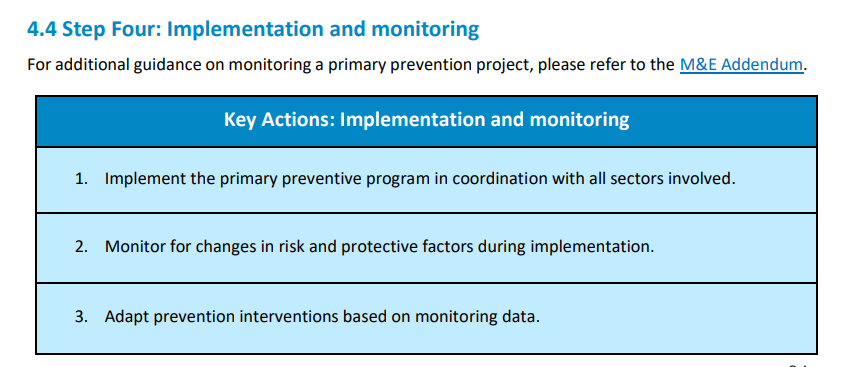 4.4 Step Four: Implementation and monitoring
For additional guidance on monitoring a primary prevention project, please refer to the M&E Addendum.
Key Actions: Implementation and monitoring
1. Implement the primary preventive program in coordination with all sectors involved.
2. Monitor for changes in risk and protective factors during implementation.
3. Adapt prevention interventions based on monitoring data.